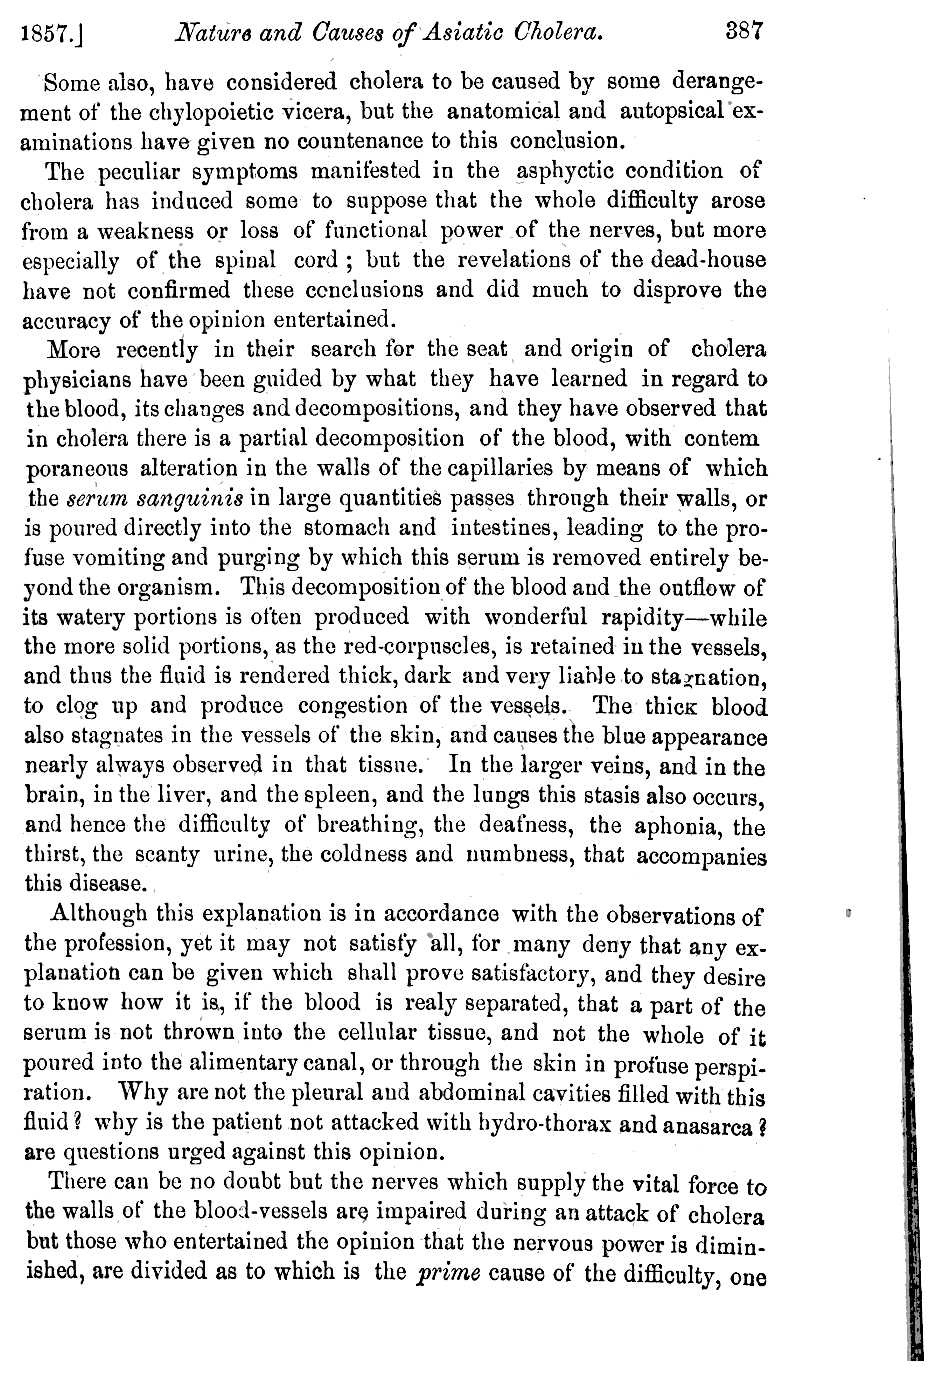 1857.] Nature and Causes of Asiatic Cholera. 387
Some also, have considered cholera to be caused by some derange-
ment of the chylopoietic vicera, but the anatomical and autopsical ex-
aminations have given no countenance to this conclusion.
The peculiar symptoms manifested in the asphyctic condition of
cholera has induced some to suppose that the whole difficulty arose
from a weakness or loss of functional power of the nerves, but more
especially of the spinal cord ; but the revelations of the dead-house
have not confirmed these conclusions and did much to disprove the
accuracy of the opinion entertained.
More recently in their search for the seat and origin of cholera
physicians have been guided by what they have learned in regard to
the blood, its changes and decompositions, and they have observed that
in cholera there is a partial decomposition of the blood, with contem
poraneous alteration in the walls of the capillaries by means of which
the serum sanguinis in large quantities passes through their walls, or
is poured directly into the stomach and intestines, leading to the pro-
fuse vomiting and purging by which this serum is removed entirely be-
yond the organism. This decomposition of the blood and the outflow of
its watery portions is often produced with wonderful rapidity—while
the more solid portions, as the red-corpuscles, is retained in the vessels,
and thus the fluid is rendered thick, dark and very liable to stagnation,
to clog up and produce congestion of the vessels. The thick blood
also stagnates in the vessels of the skin, and causes the blue appearance
nearly always observed in that tissue. In the larger veins, and in the
brain, in the liver, and the spleen, and the lungs this stasis also occurs,
and hence the difficulty of breathing, the deafness, the aphonia, the
thirst, the scanty urine, the coldness and numbness, that accompanies
this disease.
Although this explanation is in accordance with the observations of
the profession, yet it may not satisfy all, for many deny that any ex-
planation can be given which shall prove satisfactory, and they desire
to know how it is, if the blood is realy separated, that a part of the
serum is not thrown into the cellular tissue, and not the whole of it
poured into the alimentary canal, or through the skin in profuse perspi-
ration. Why are not the pleural and abdominal cavities filled with this
fluid? why is the patient not attacked with hydro-thorax and anasarca?
are questions urged against this opinion.
There can be no doubt but the nerves which supply the vital force to
the walls of the blood-vessels are impaired during an attack of cholera
but those who entertained the opinion that the nervous power is dimin-
ished, are divided as to which is the prime cause of the difficulty, one